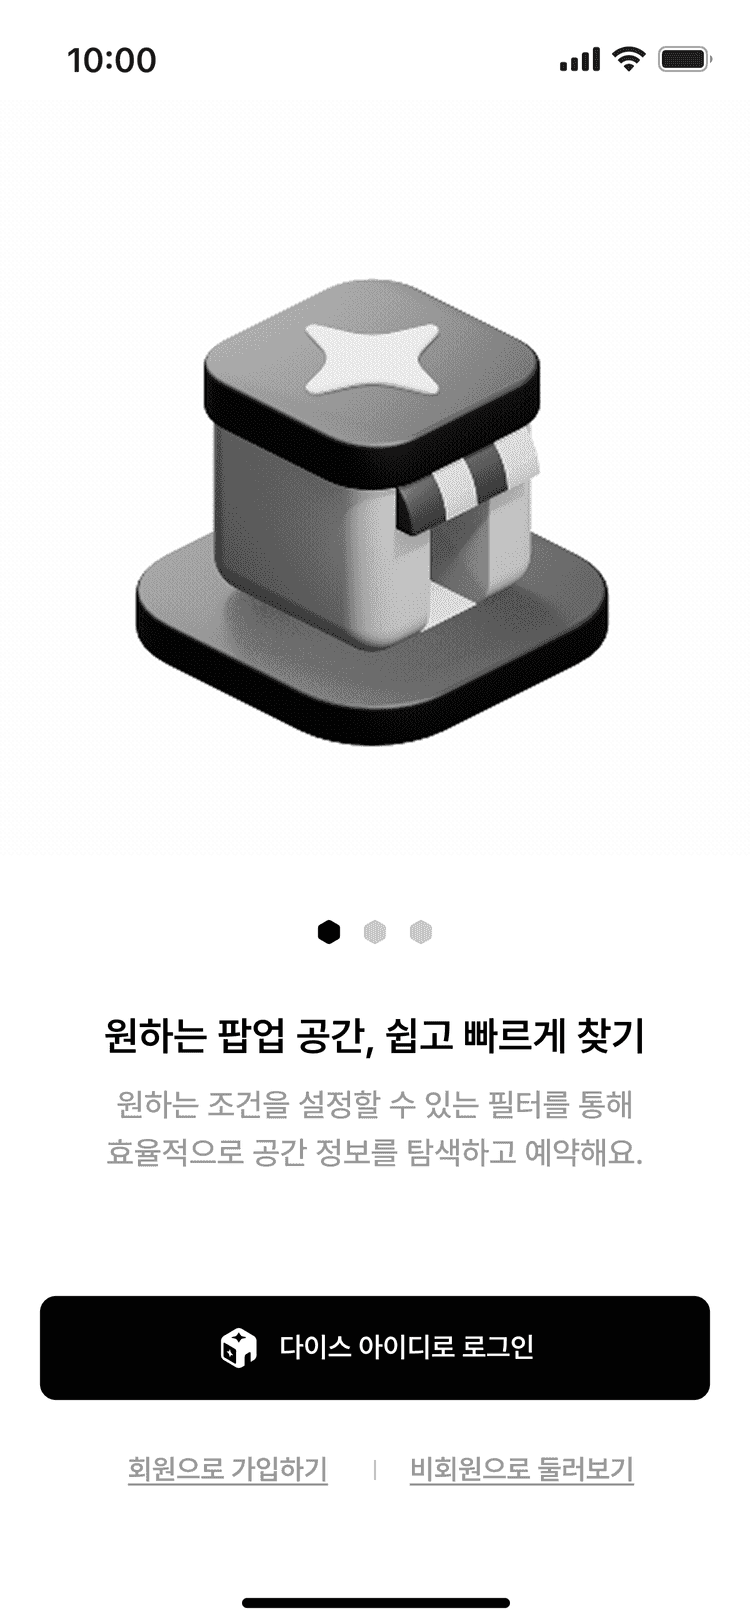 10:00
원하는 팝업 공간, 쉽고 빠르게 찾기
원하는 조건을 설정할 수 있는 필터를 통해
효율적으로 공간 정보를 탐색하고 예약해요.
다이스 아이디로 로그인
회원으로 가입하기 | 비회원으로 둘러보기